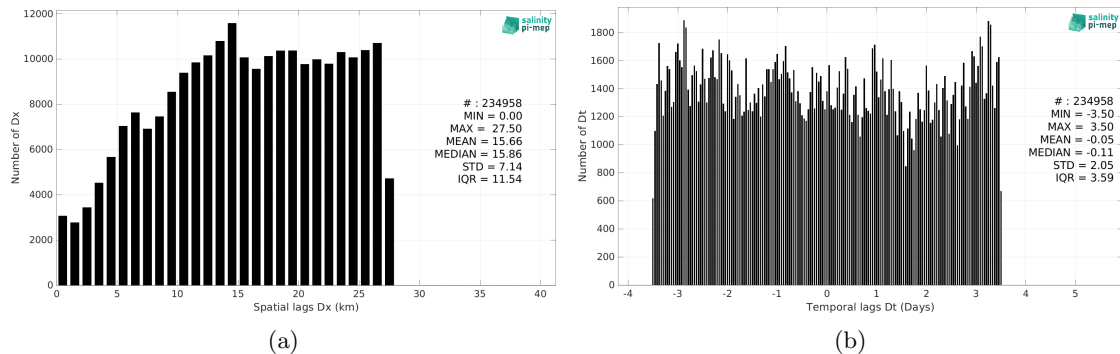 12000
10000
8000
6000
4000
2000
0
Number of Dx
0 5 10 15 20 25 30 35 40
Spatial lags Dx (km)
salinity
pi-mep
# : 234958
MIN = 0.00
MAX = 27.50
MEAN = 15.66
MEDIAN = 15.86
STD = 7.14
IQR = 11.54
(a)
1800
1600
1400
1200
1000
800
600
400
200
0
Number of Dt
-4 -3 -2 -1 0 1 2 3 4 5
Temporal lags Dt (Days)
salinity
pi-mep
# : 234958
MIN = -3.50
MAX = 3.50
MEAN = -0.05
MEDIAN = -0.11
STD = 2.05
IQR = 3.59
(b)